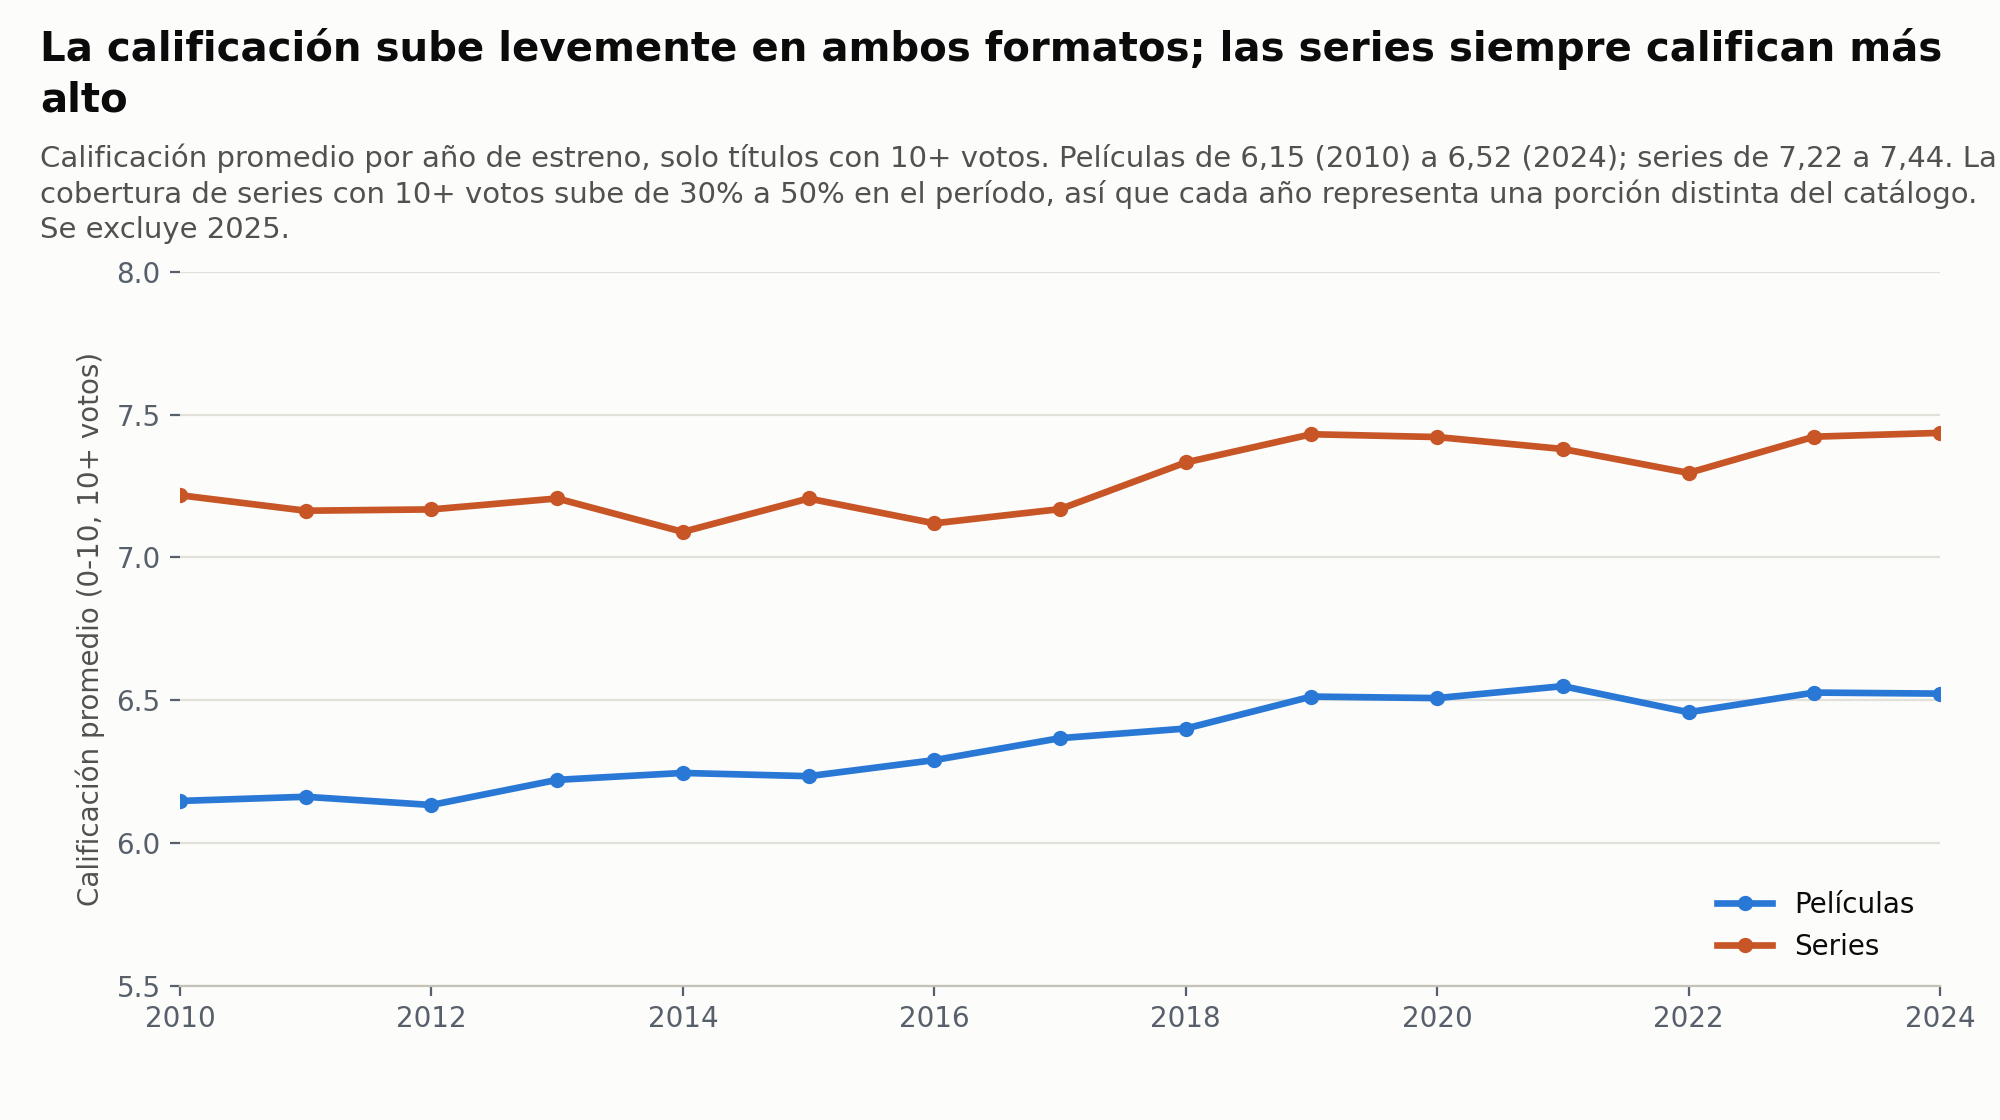 La calificación sube levemente en ambos formatos; las series siempre califican más
alto
Calificación promedio por año de estreno, solo títulos con 10+ votos. Películas de 6,15 (2010) a 6,52 (2024); series de 7,22 a 7,44. La
cobertura de series con 10+ votos sube de 30% a 50% en el período, así que cada año representa una porción distinta del catálogo.
Se excluye 2025.
Calificación promedio (0-10, 10+ votos)
8.0
7.5
7.0
6.5
6.0
5.5
Películas
Series
2010 2012 2014 2016 2018 2020 2022 2024